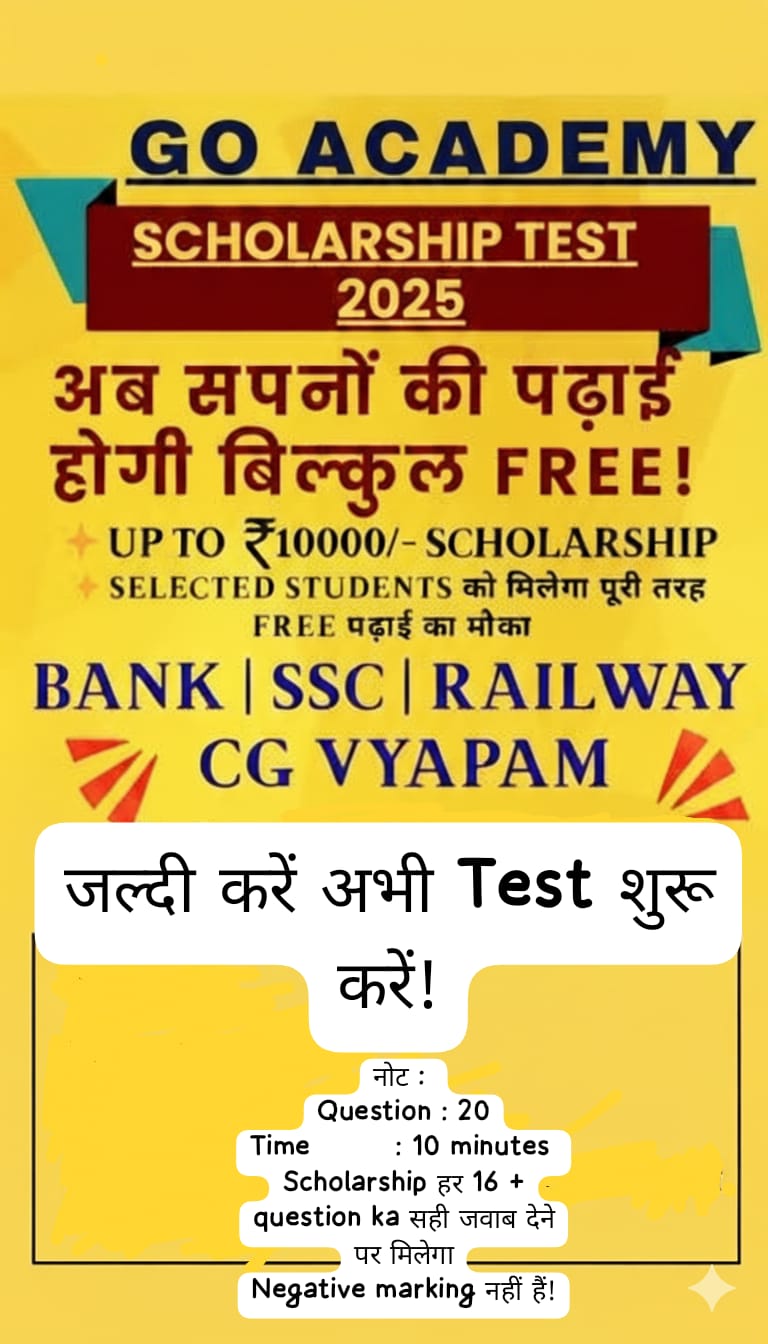 GO ACADEMY
SCHOLARSHIP TEST
2025
अब सपनों की पढ़ाई
होगी बिल्कुल FREE!
UP TO ₹10000/- SCHOLARSHIP
SELECTED STUDENTS को मिलेगा पूरी तरह
FREE पढ़ाई का मौका
BANK | SSC | RAILWAY
CG VYAPAM
जल्दी करें अभी Test शुरू
करें!
नोट :
Question : 20
Time : 10 minutes
Scholarship हर 16 +
question ka सही जवाब देने
पर मिलेगा
Negative marking नहीं हैं!